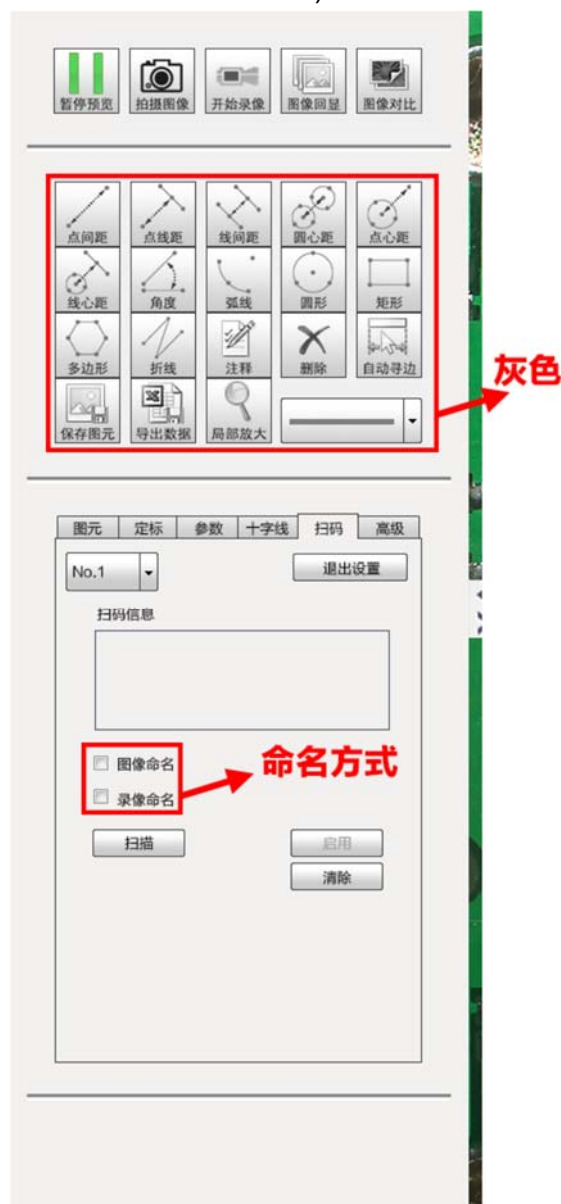 暂停预览 拍摄图像 开始录像 图像回显 图像对比
点间距 点线距 线间距 圆心距 点心距
线心距 角度 弧线 圆形 矩形
多边形 折线 注释 删除 自动寻边
保存图元 导出数据 局部放大
灰色
图元 定标 参数 十字线 扫码 高级
No.1 退出设置
扫码信息
图像命名
录像命名
命名方式
扫描 启用
清除